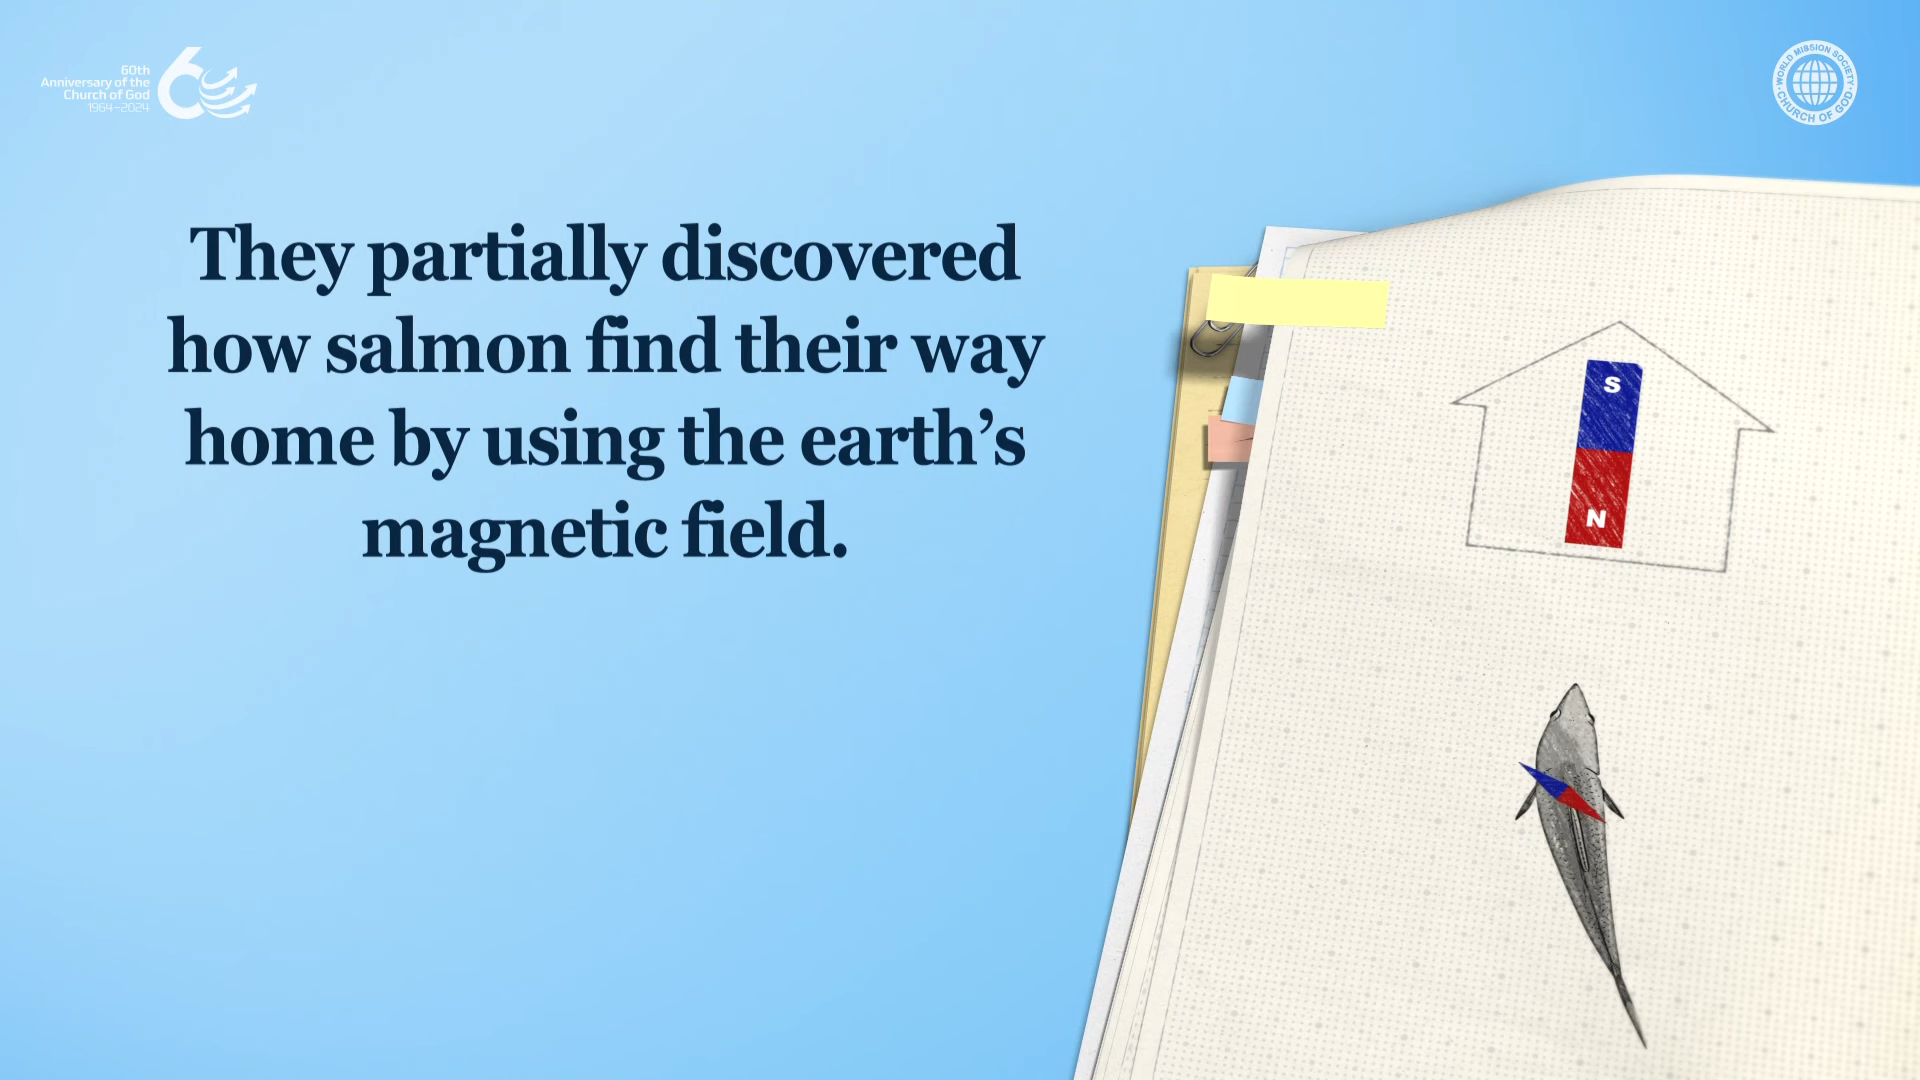 60th
Anniversary of the
Church of God
1964~2024
60
WORLD MISSION SOCIETY
CHURCH OF GOD
They partially discovered
how salmon find their way
home by using the earth’s
magnetic field.
S
N